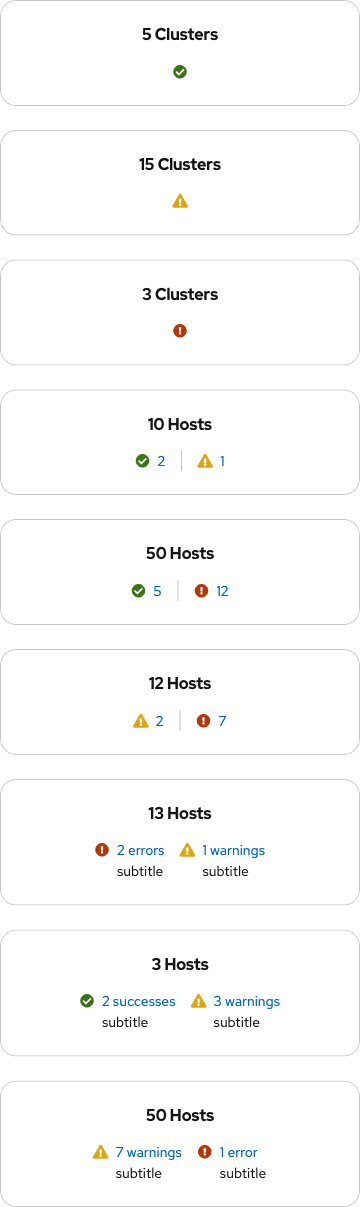 5 Clusters
15 Clusters
3 Clusters
10 Hosts
2 1
50 Hosts
5 12
12 Hosts
2 7
13 Hosts
2 errors 1 warnings
subtitle subtitle
3 Hosts
2 successes 3 warnings
subtitle subtitle
50 Hosts
7 warnings 1 error
subtitle subtitle